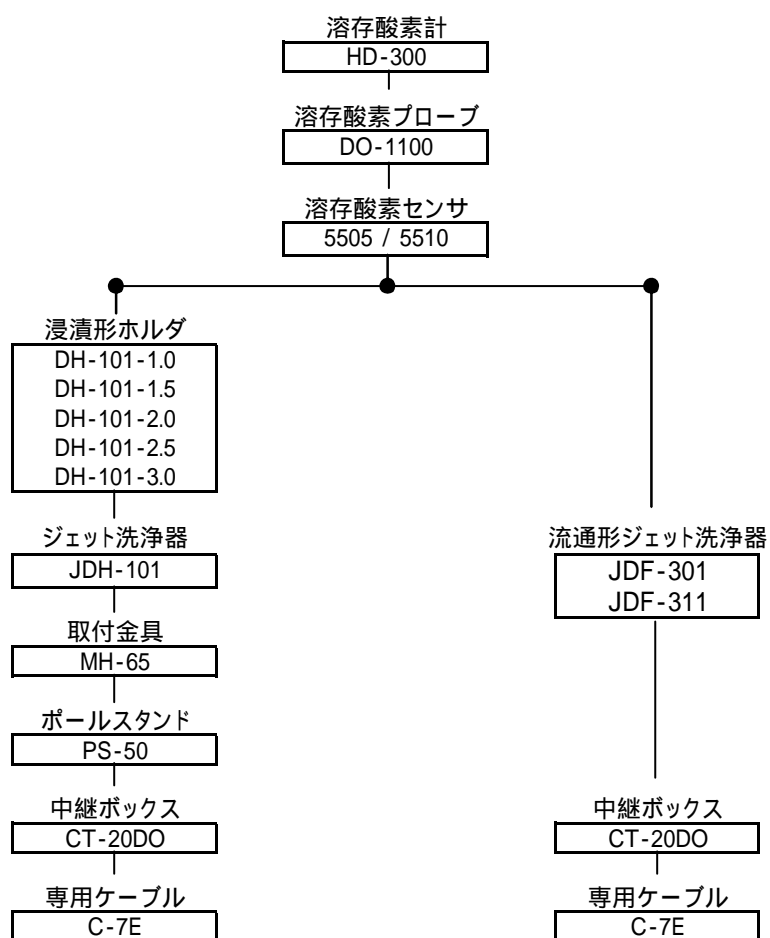 溶存酸素計
HD-300
溶存酸素プローブ
DO-1100
溶存酸素センサ
5505 / 5510
浸漬形ホルダ
DH-101-1.0
DH-101-1.5
DH-101-2.0
DH-101-2.5
DH-101-3.0
ジェット洗浄器
JDH-101
取付金具
MH-65
ポールスタンド
PS-50
中継ボックス
CT-20DO
専用ケーブル
C-7E
流通形ジェット洗浄器
JDF-301
JDF-311
中継ボックス
CT-20DO
専用ケーブル
C-7E